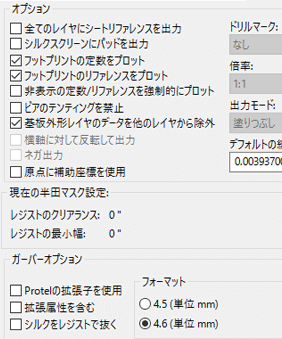 オプション
全てのレイヤにシートリファレンスを出力
シルクスクリーンにパッドを出力
フットプリントの定数をプロット
フットプリントのリファレンスをプロット
非表示の定数/リファレンスを強制的にプロット
ビアのテンティングを禁止
基板外形レイヤのデータを他のレイヤから除外
横軸に対して反転して出力
ネガ出力
原点に補助座標を使用
ドリルマーク:
なし
倍率:
1:1
出力モード:
塗りつぶし
デフォルトの
0.0039370
現在の半田マスク設定:
レジストのクリアランス: 0 "
レジストの最小幅: 0 "
ガーバーオプション
Protelの拡張子を使用
拡張属性を含む
シルクをレジストで抜く
フォーマット
4.5 (単位 mm)
4.6 (単位 mm)